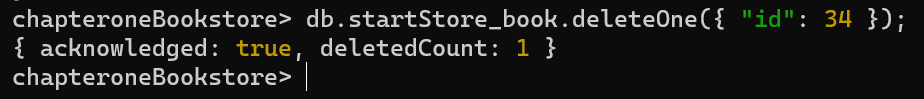 chapteroneBookstore> db.startStore_book.deleteOne({ "id": 34 });
{ acknowledged: true, deletedCount: 1 }
chapteroneBookstore>